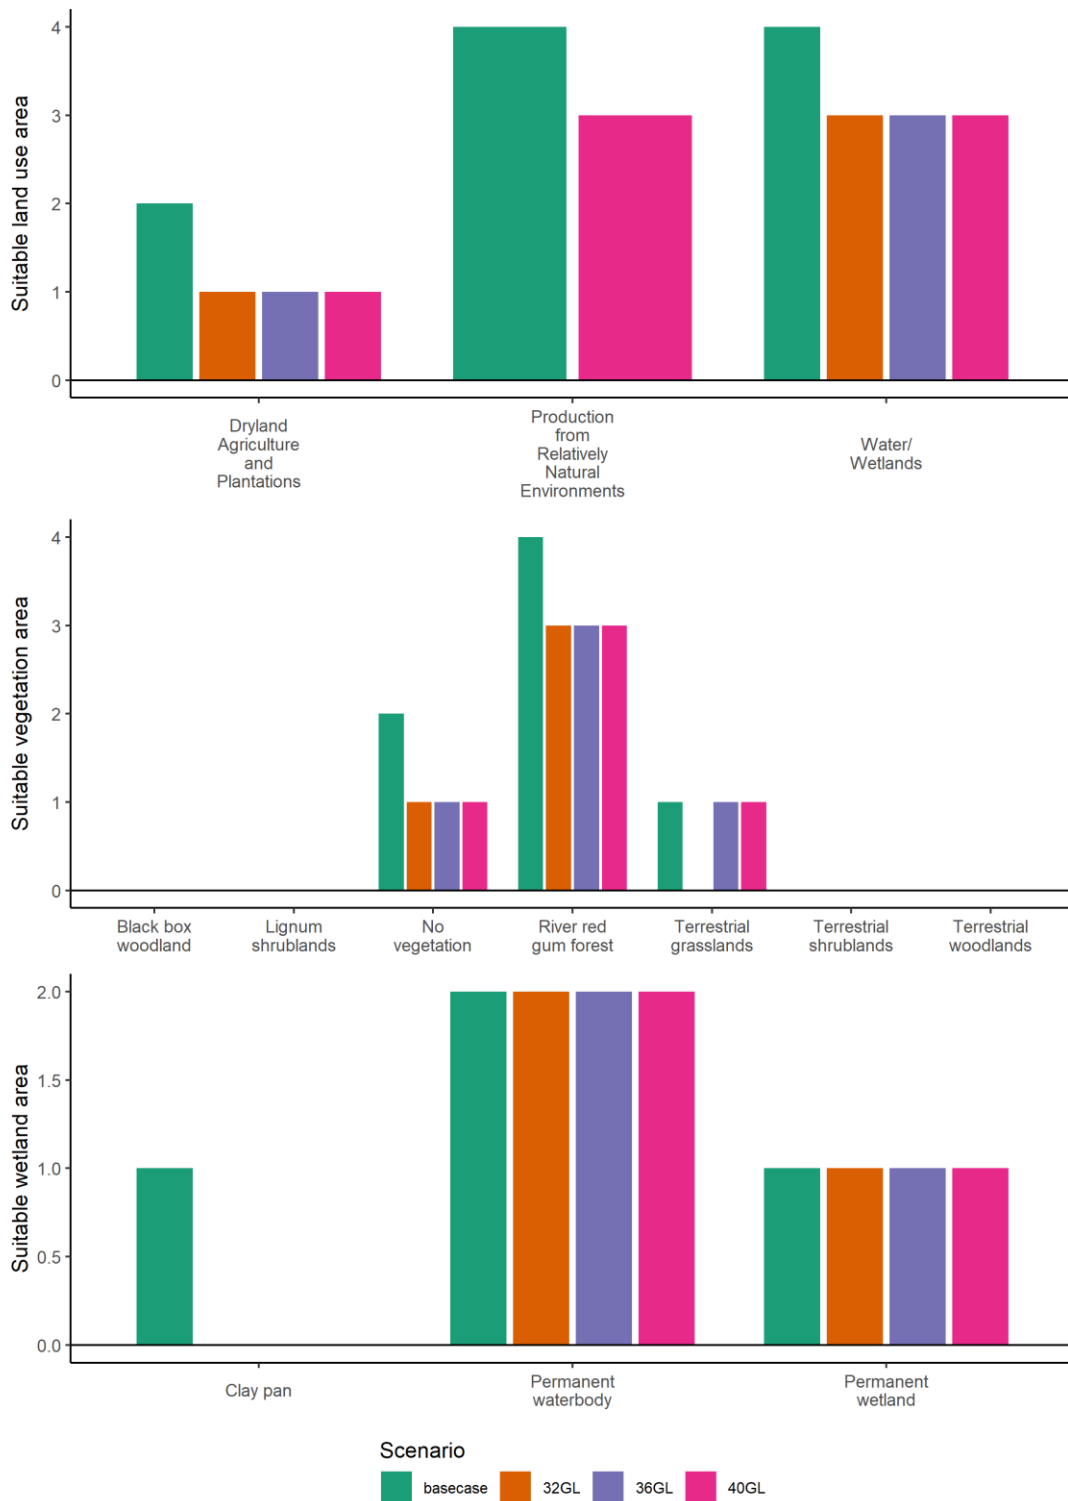 Suitable land use area
4
3
2
1
0
Dryland
Agriculture
and
Plantations
Production
from
Relatively
Natural
Environments
Water/
Wetlands
Suitable vegetation area
4
3
2
1
0
Black box
woodland
Lignum
shrublands
No
vegetation
River red
gum forest
Terrestrial
grasslands
Terrestrial
shrublands
Terrestrial
woodlands
Suitable wetland area
2.0
1.5
1.0
0.5
0.0
Clay pan
Permanent
waterbody
Permanent
wetland
Scenario
basecase
32GL
36GL
40GL